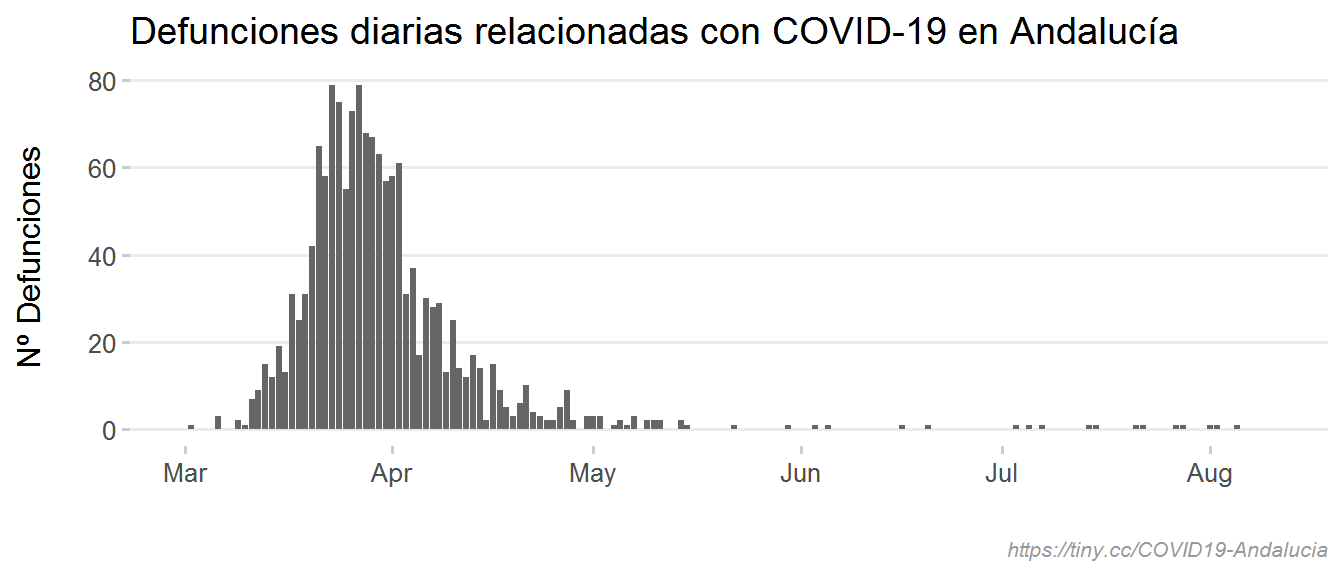 Defunciones diarias relacionadas con COVID-19 en Andalucía
Nº Defunciones
80
60
40
20
0
Mar Apr May Jun Jul Aug
https://tiny.cc/COVID19-Andalucia